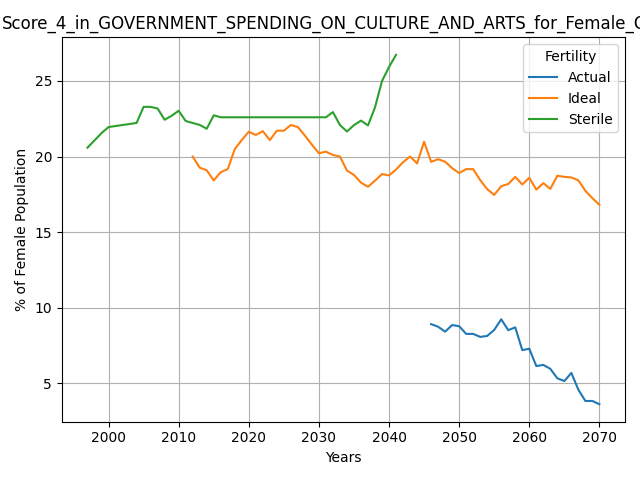 Score_4_in_GOVERNMENT_SPENDING_ON_CULTURE_AND_ARTS_for_Female_
Fertility
Actual
Ideal
Sterile
% of Female Population
25
20
15
10
5
2000 2010 2020 2030 2040 2050 2060 2070
Years